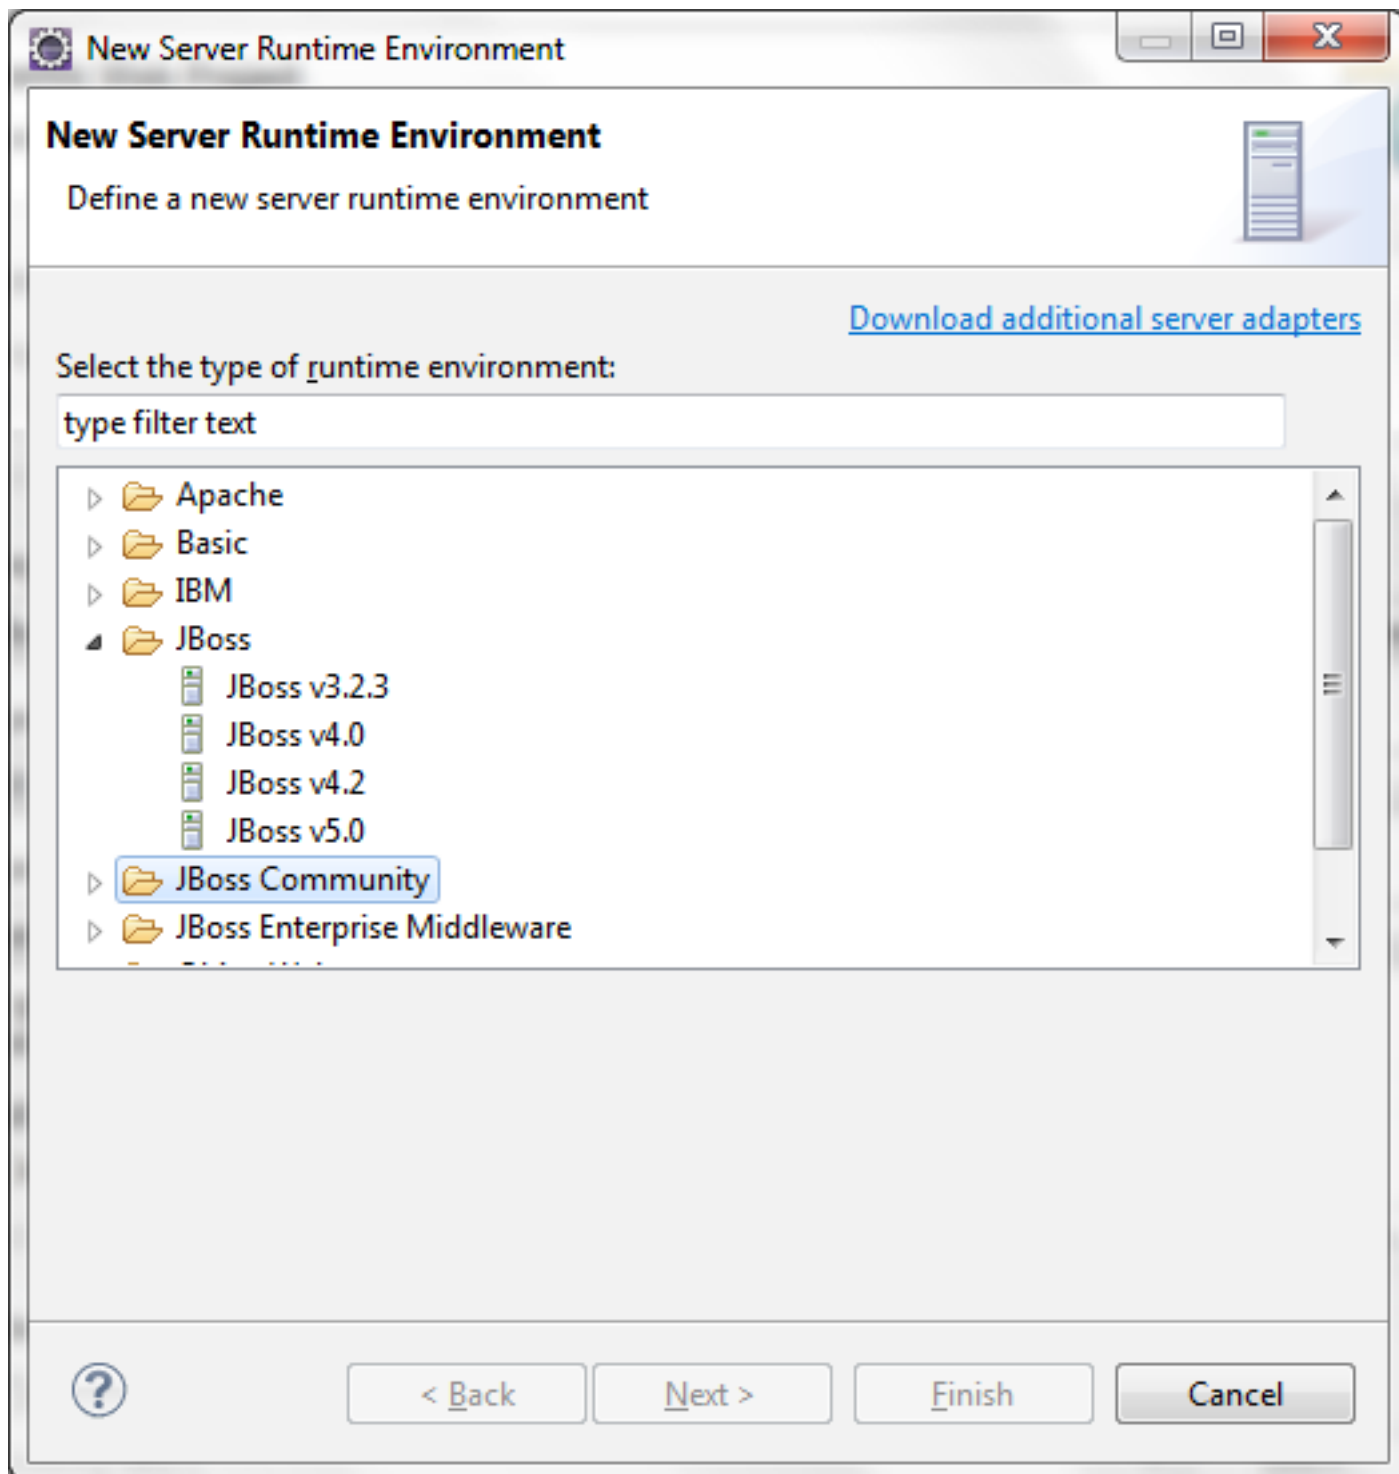 New Server Runtime Environment
New Server Runtime Environment
Define a new server runtime environment
Download additional server adapters
Select the type of runtime environment:
type filter text
Apache
Basic
IBM
JBoss
JBoss v3.2.3
JBoss v4.0
JBoss v4.2
JBoss v5.0
JBoss Community
JBoss Enterprise Middleware
< Back
Next >
Finish
Cancel